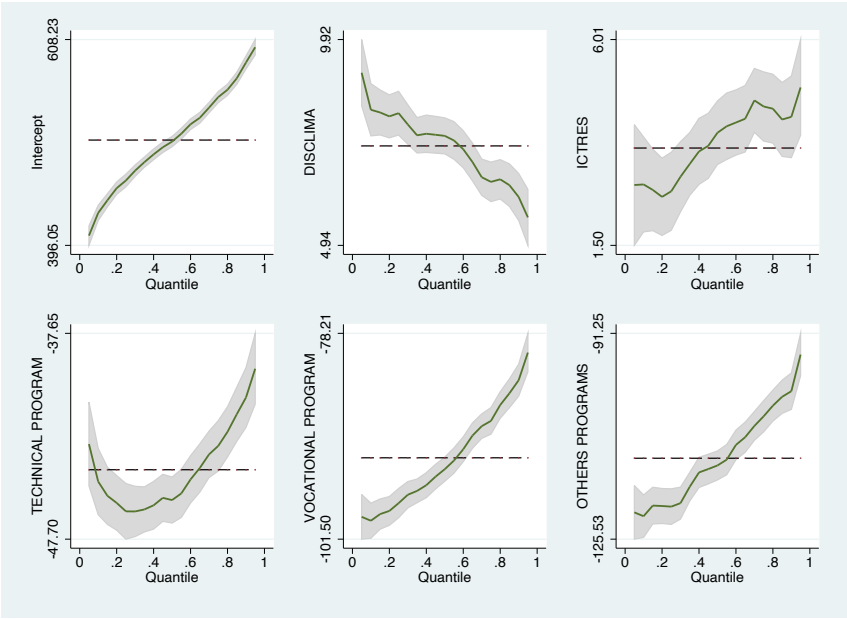 Intercept
396.05 608.23
0 .2 .4 .6 .8 1
Quantile
DISCLIMA
4.94 9.92
0 .2 .4 .6 .8 1
Quantile
ICTRES
1.50 6.01
0 .2 .4 .6 .8 1
Quantile
TECHNICAL PROGRAM
-47.70 -37.65
0 .2 .4 .6 .8 1
Quantile
VOCATIONAL PROGRAM
-101.50 -78.21
0 .2 .4 .6 .8 1
Quantile
OTHERS PROGRAMS
-125.53 -91.25
0 .2 .4 .6 .8 1
Quantile